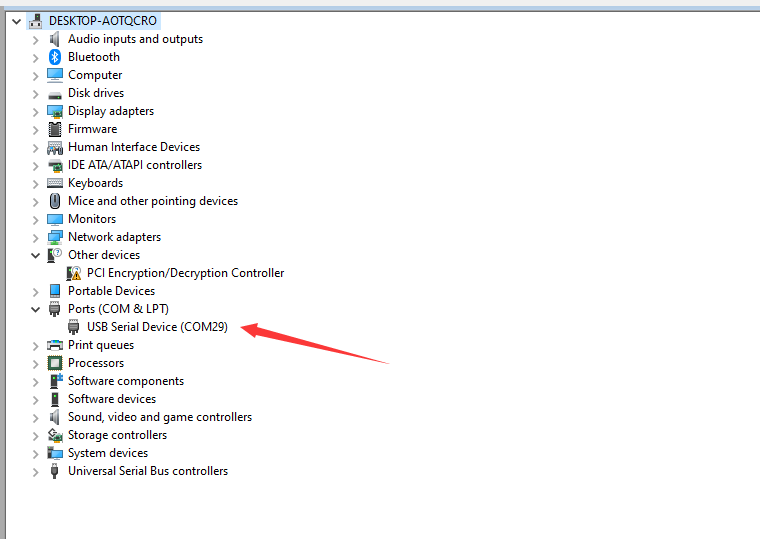 DESKTOP-AOTQCRO
Audio inputs and outputs
Bluetooth
Computer
Disk drives
Display adapters
Firmware
Human Interface Devices
IDE ATA/ATAPI controllers
Keyboards
Mice and other pointing devices
Monitors
Network adapters
Other devices
PCI Encryption/Decryption Controller
Portable Devices
Ports (COM & LPT)
USB Serial Device (COM29)
Print queues
Processors
Software components
Software devices
Sound, video and game controllers
Storage controllers
System devices
Universal Serial Bus controllers